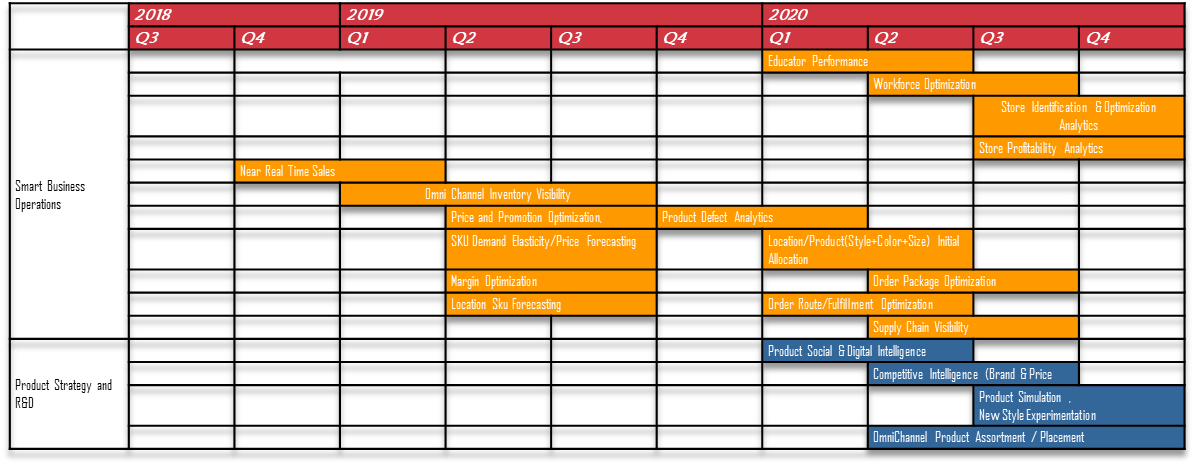 2018 2019 2020
Q3 Q4 Q1 Q2 Q3 Q4 Q1 Q2 Q3 Q4
Smart Business
Operations
Educator Performance
Workforce Optimization
Store Identification & Optimization
Analytics
Store Profitability Analytics
Near Real Time Sales
Omni Channel Inventory Visibility
Price and Promotion Optimization, Product Defect Analytics
SKU Demand Elasticity/Price Forecasting
Location/Product(Style+Color+Size) Initial
Allocation
Margin Optimization Order Package Optimization
Location Sku Forecasting Order Route/Fulfillment Optimization
Supply Chain Visibility
Product Strategy and
R&D
Product Social & Digital Intelligence
Competitive Intelligence (Brand & Price
Product Simulation ,
New Style Experimentation
OmniChannel Product Assortment / Placement